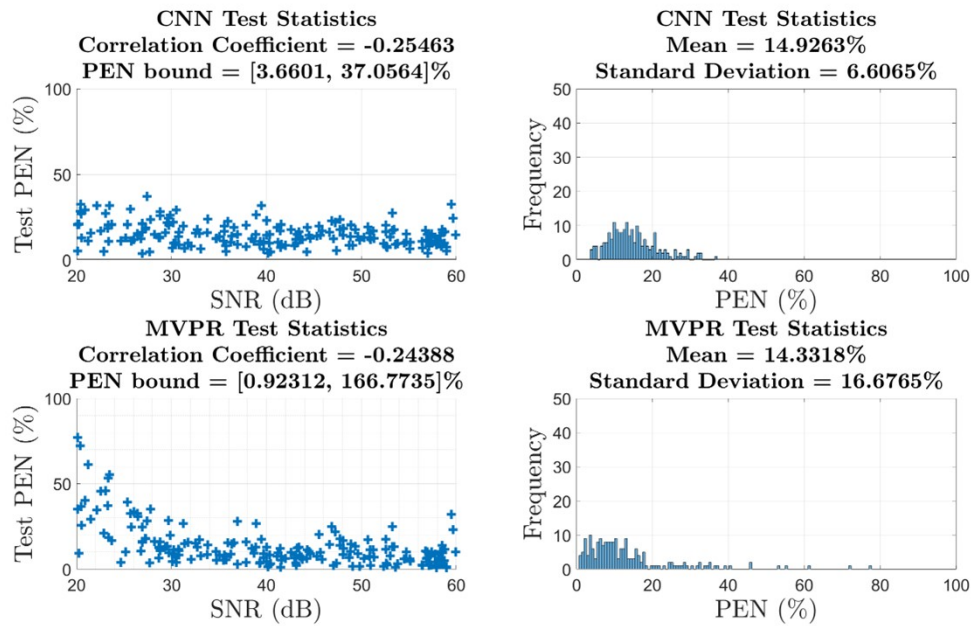 CNN Test Statistics
Correlation Coefficient = -0.25463
PEN bound = [3.6601, 37.0564]%
100
50
0
Test PEN (%)
20 30 40 50 60
SNR (dB)
CNN Test Statistics
Mean = 14.9263%
Standard Deviation = 6.6065%
50
40
30
20
10
0
Frequency
0 20 40 60 80 100
PEN (%)
MVPR Test Statistics
Correlation Coefficient = -0.24388
PEN bound = [0.92312, 166.7735]%
100
50
0
Test PEN (%)
20 30 40 50 60
SNR (dB)
MVPR Test Statistics
Mean = 14.3318%
Standard Deviation = 16.6765%
50
40
30
20
10
0
Frequency
0 20 40 60 80 100
PEN (%)